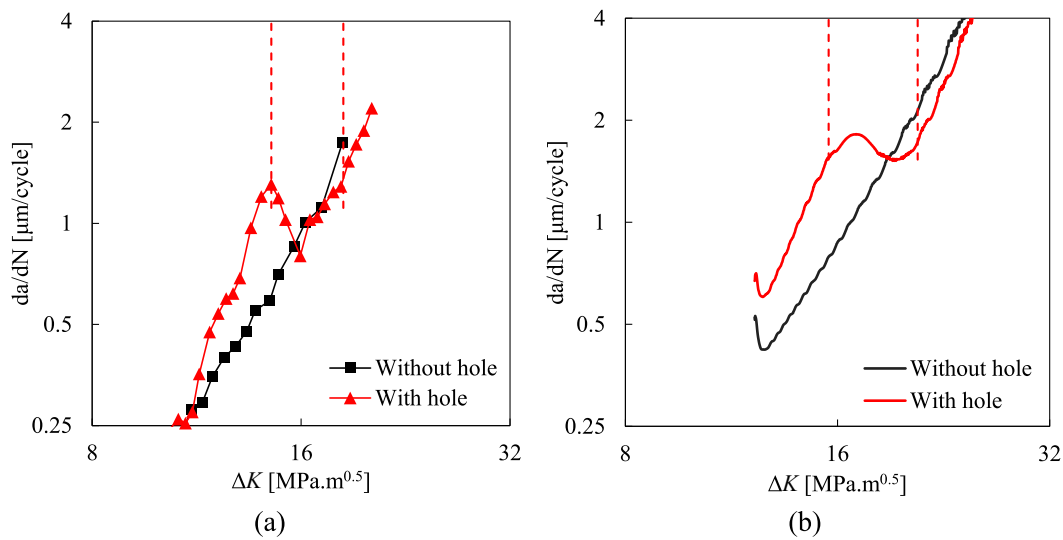 4
2
1
0.5
0.25
da/dN [µm/cycle]
Without hole
With hole
8
16
32
ΔK [MPa.m0.5]
(a)
4
2
1
0.5
0.25
da/dN [µm/cycle]
Without hole
With hole
8
16
32
ΔK [MPa.m0.5]
(b)